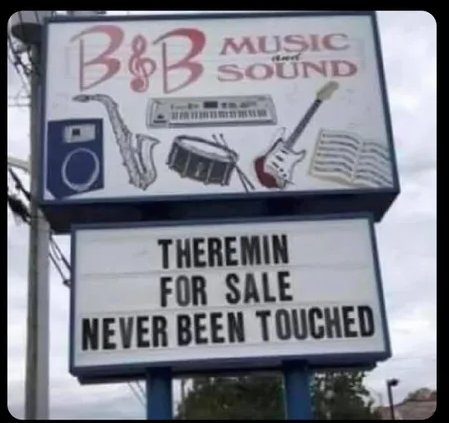 B&B MUSIC
and
SOUND
THEREMIN
FOR SALE
NEVER BEEN TOUCHED